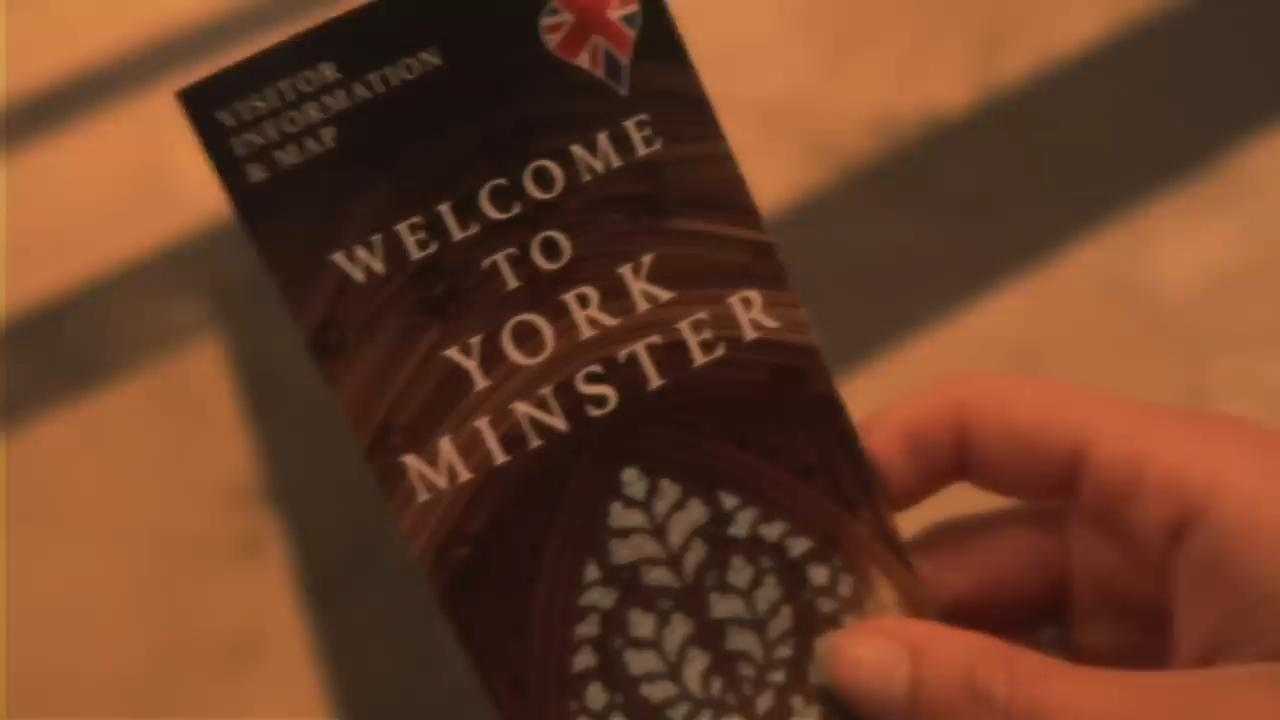 VISITOR
INFORMATION
& MAP
WELCOME
TO
YORK
MINSTER